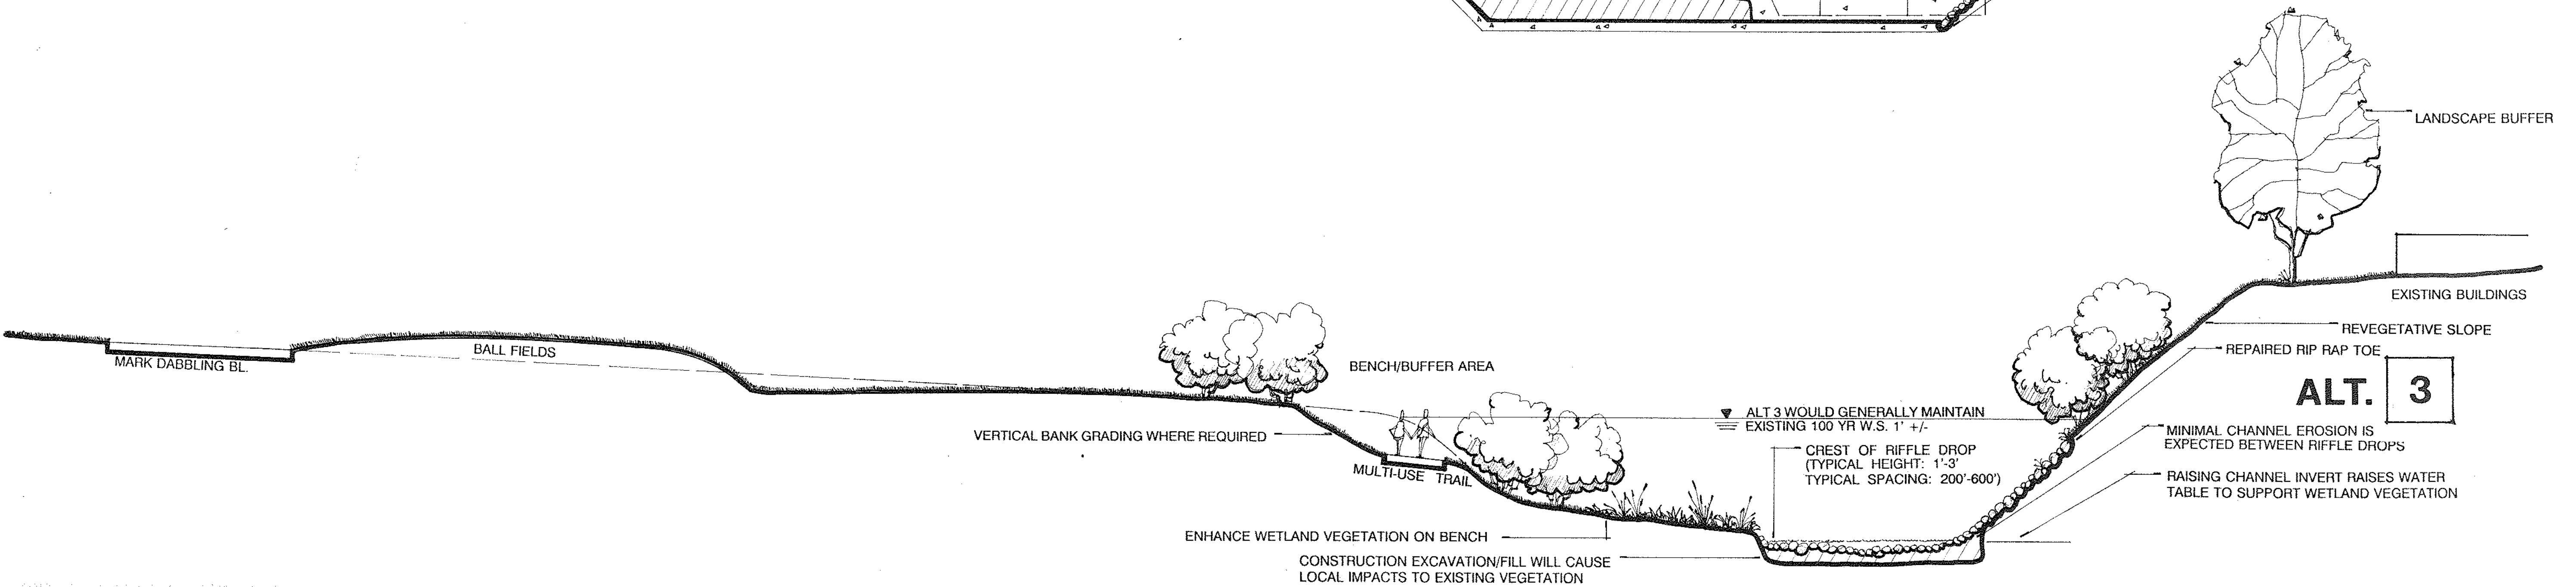 LANDSCAPE BUFFER
EXISTING BUILDINGS
REVEGETATIVE SLOPE
REPAIRED RIP RAP TOE
ALT. 3
MARK DABBLING BL.
BALL FIELDS
BENCH/BUFFER AREA
VERTICAL BANK GRADING WHERE REQUIRED
MULTI-USE TRAIL
ALT 3 WOULD GENERALLY MAINTAIN
EXISTING 100 YR W.S. 1' +/-
CREST OF RIFFLE DROP
(TYPICAL HEIGHT: 1'-3'
TYPICAL SPACING: 200'-600')
MINIMAL CHANNEL EROSION IS
EXPECTED BETWEEN RIFFLE DROPS
RAISING CHANNEL INVERT RAISES WATER
TABLE TO SUPPORT WETLAND VEGETATION
ENHANCE WETLAND VEGETATION ON BENCH
CONSTRUCTION EXCAVATION/FILL WILL CAUSE
LOCAL IMPACTS TO EXISTING VEGETATION